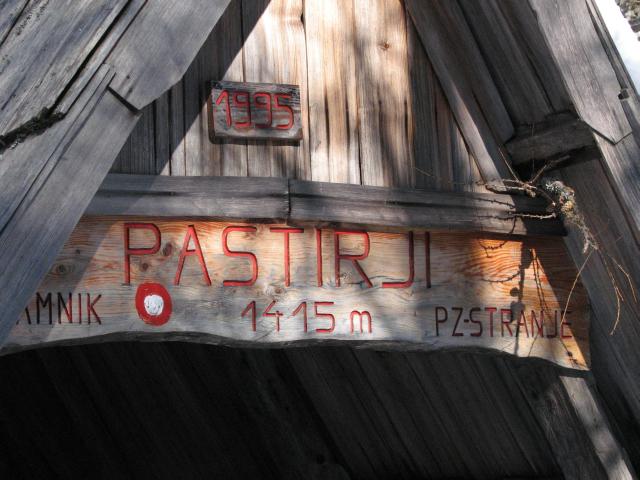 1995
PASTIRJI
AMNIK 1415 m PZ-STRANJE